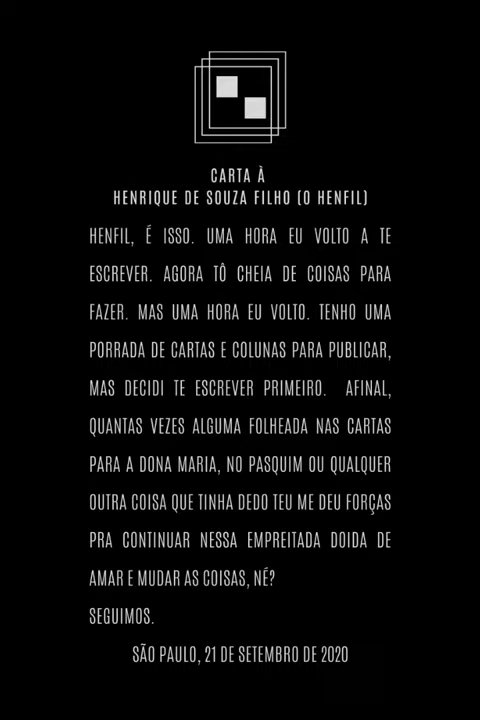 CARTA À
HENRIQUE DE SOUZA FILHO (O HENFIL)
HENFIL, É ISSO. UMA HORA EU VOLTO A TE
ESCREVER. AGORA TÔ CHEIA DE COISAS PARA
FAZER. MAS UMA HORA EU VOLTO. TENHO UMA
PORRADA DE CARTAS E COLUNAS PARA PUBLICAR,
MAS DECIDI TE ESCREVER PRIMEIRO. AFINAL,
QUANTAS VEZES ALGUMA FOLHEADA NAS CARTAS
PARA A DONA MARIA, NO PASQUIM OU QUALQUER
OUTRA COISA QUE TINHA DEDO TEU ME DEU FORÇAS
PRA CONTINUAR NESSA EMPREITADA DOIDA DE
AMAR E MUDAR AS COISAS, NÉ?
SEGUIMOS.
SÃO PAULO, 21 DE SETEMBRO DE 2020